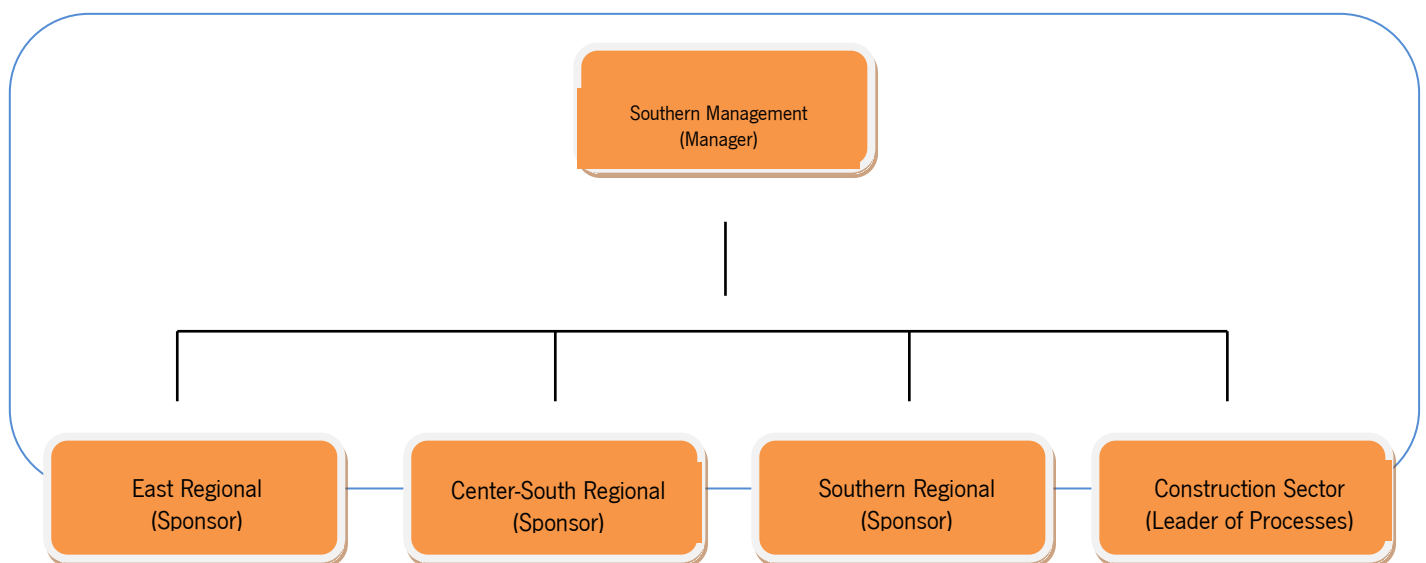 Southern Management
(Manager)
East Regional
(Sponsor)
Center-South Regional
(Sponsor)
Southern Regional
(Sponsor)
Construction Sector
(Leader of Processes)